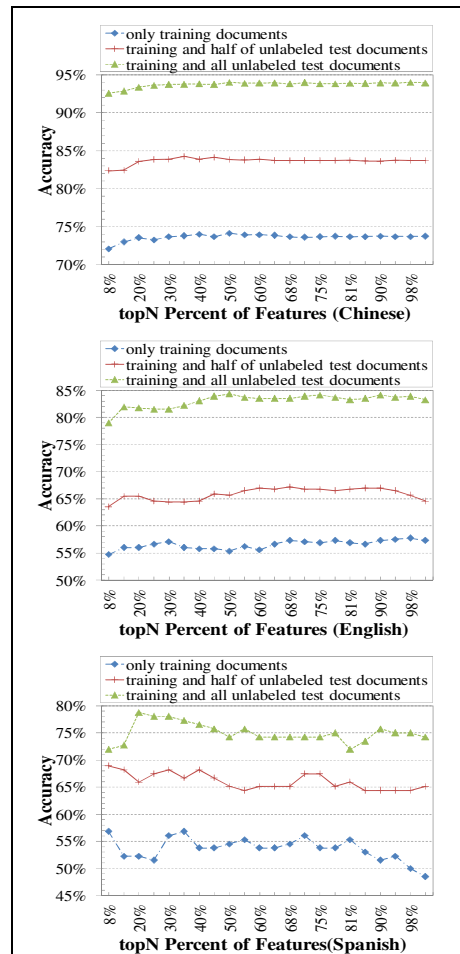 only training documents
training and half of unlabeled test documents
training and all unlabeled test documents
95%
90%
85%
80%
75%
70%
Accuracy
8% 20% 30% 40% 50% 60% 68% 75% 81% 90% 98%
topN Percent of Features (Chinese)
only training documents
training and half of unlabeled test documents
training and all unlabeled test documents
85%
80%
75%
70%
65%
60%
55%
50%
Accuracy
8% 20% 30% 40% 50% 60% 68% 75% 81% 90% 98%
topN Percent of Features (English)
only training documents
training and half of unlabeled test documents
training and all unlabeled test documents
80%
75%
70%
65%
60%
55%
50%
45%
Accuracy
8% 20% 30% 40% 50% 60% 68% 75% 81% 90% 98%
topN Percent of Features(Spanish)